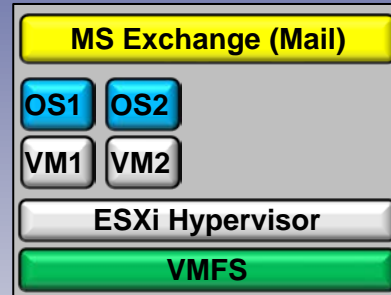 MS Exchange (Mail)
OS1 OS2
VM1 VM2
ESXi Hypervisor
VMFS